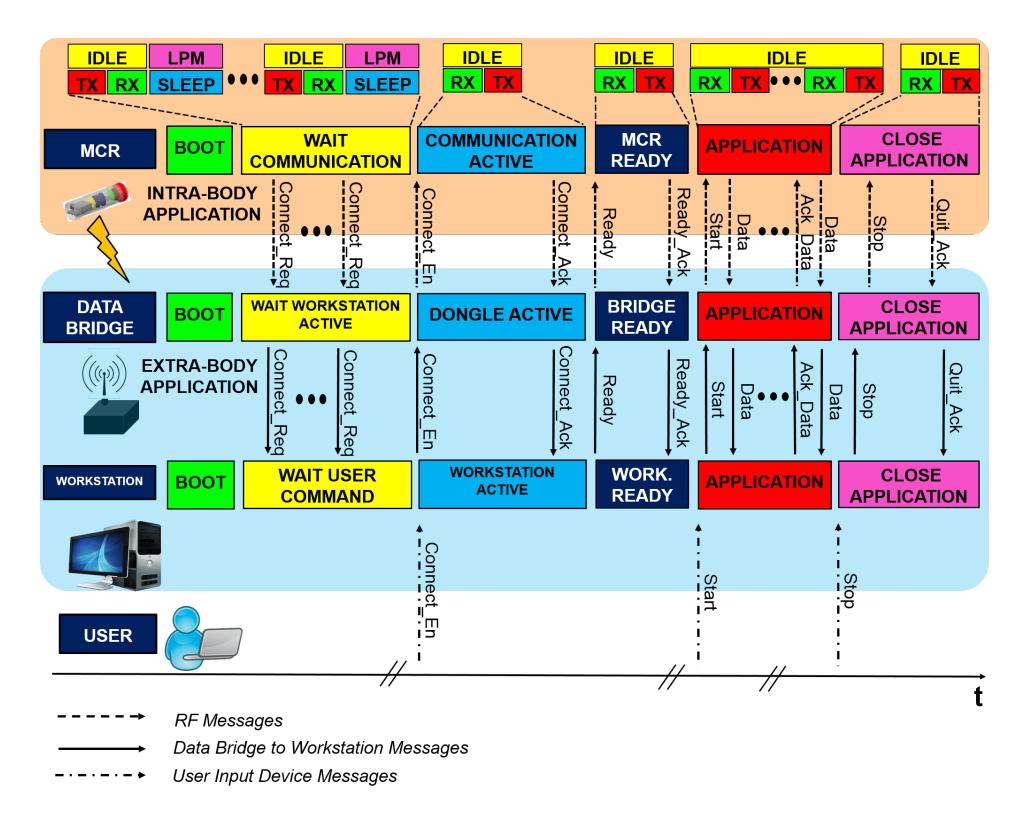 IDLE LPM IDLE LPM IDLE IDLE IDLE IDLE
TX RX SLEEP TX RX SLEEP RX TX RX TX RX TX RX TX RX TX
MCR BOOT WAIT COMMUNICATION COMMUNICATION ACTIVE MCR READY APPLICATION CLOSE APPLICATION
INTRA-BODY
APPLICATION
Connect_Req
Connect_Req
Connect_En
Connect_Ack
Ready
Ready_Ack
Start
Data
Ack_Data
Data
Stop
Quit_Ack
DATA BRIDGE BOOT WAIT WORKSTATION ACTIVE DONGLE ACTIVE BRIDGE READY APPLICATION CLOSE APPLICATION
EXTRA-BODY
APPLICATION
Connect_Req
Connect_Req
Connect_En
Connect_Ack
Ready
Ready_Ack
Start
Data
Ack_Data
Data
Stop
Quit_Ack
WORKSTATION BOOT WAIT USER COMMAND WORKSTATION ACTIVE WORK. READY APPLICATION CLOSE APPLICATION
Connect_En
Start
Stop
USER
t
RF Messages
Data Bridge to Workstation Messages
User Input Device Messages